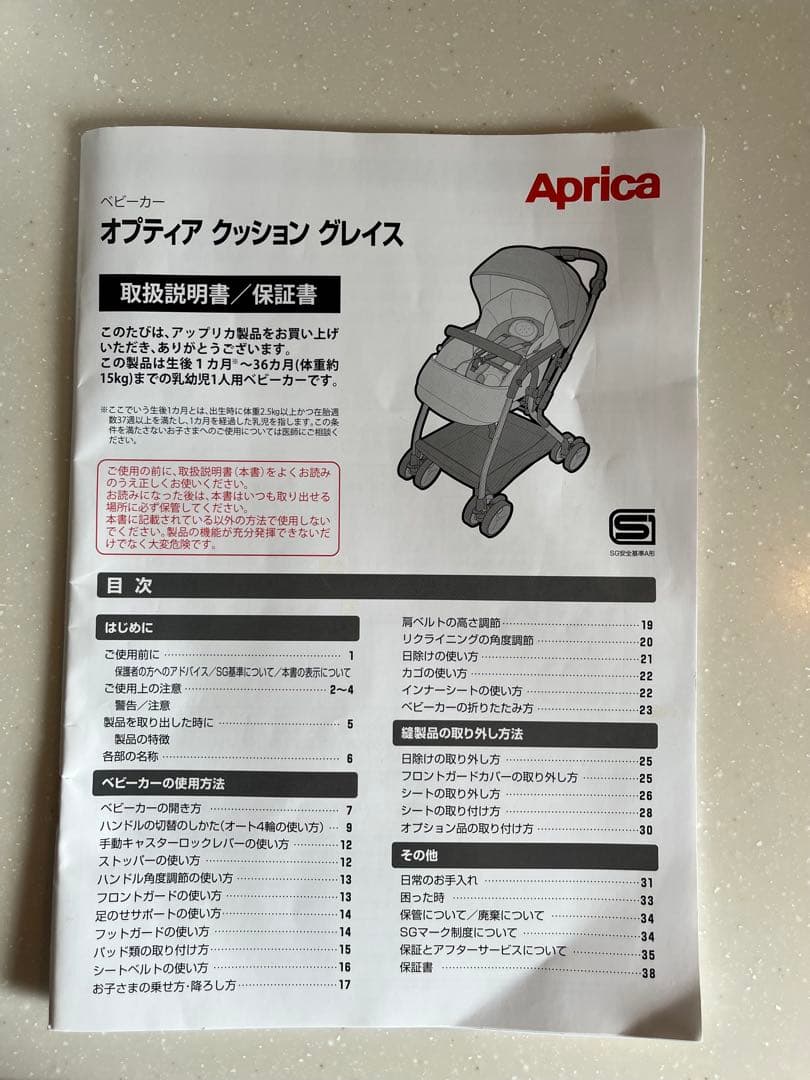 Aprica
ベビーカー
オプティア クッション グレイス
取扱説明書／保証書
このたびは、アップリカ製品をお買い上げ
いただき、ありがとうございます。
この製品は生後１カ月※〜36カ月(体重約
15kg)までの乳幼児1人用ベビーカーです。
※ここでいう生後1カ月とは、出生時に体重2.5kg以上かつ在胎週
数37週以上を満たし、1カ月を経過した乳児を指します。この条
件を満たさないお子さまへのご使用については医師にご相談く
ださい。
ご使用の前に、取扱説明書（本書）をよくお読み
のうえ正しくお使いください。
お読みになった後は、本書はいつも取り出せる
場所に必ず保管してください。
本書に記載されている以外の方法で使用しない
でください。製品の機能が充分発揮できないだ
けでなく大変危険です。
SG安全基準A形
目 次
はじめに
ご使用前に 1
保護者の方へのアドバイス／SG基準について／本書の表示について
ご使用上の注意 2〜4
警告／注意
製品を取り出した時に 5
製品の特徴
各部の名称 6
ベビーカーの使用方法
ベビーカーの開き方 7
ハンドルの切替のしかた（オート4輪の使い方） 9
手動キャスターロックレバーの使い方 12
ストッパーの使い方 12
ハンドル角度調節の使い方 13
フロントガードの使い方 13
足のせサポートの使い方 14
フットガードの使い方 14
パッド類の取り付け方 15
シートベルトの使い方 16
お子さまの乗せ方・降ろし方 17
肩ベルトの高さ調節 19
リクライニングの角度調節 20
日除けの使い方 21
カゴの使い方 22
インナーシートの使い方 22
ベビーカーの折りたたみ方 23
縫製品の取り外し方法
日除けの取り外し方 25
フロントガードカバーの取り外し方 25
シートの取り外し方 26
シートの取り付け方 28
オプション品の取り付け方 30
その他
日常のお手入れ 31
困った時 33
保管について／廃棄について 34
SGマーク制度について 34
保証とアフターサービスについて 35
保証書 38